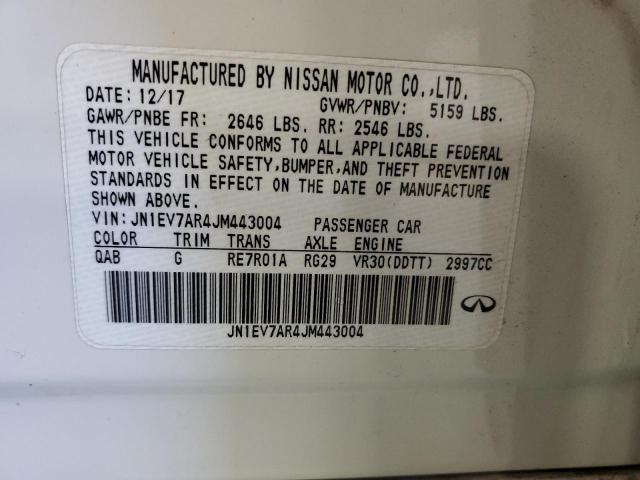 MANUFACTURED BY NISSAN MOTOR CO.,LTD.
DATE: 12/17 GVWR/PNBV: 5159 LBS.
GAWR/PNBE FR: 2646 LBS. RR: 2546 LBS.
THIS VEHICLE CONFORMS TO ALL APPLICABLE FEDERAL
MOTOR VEHICLE SAFETY,BUMPER,AND THEFT PREVENTION
STANDARDS IN EFFECT ON THE DATE OF MANUFACTURE
SHOWN ABOVE.
VIN:JN1EV7AR4JM443004 PASSENGER CAR
COLOR TRIM TRANS AXLE ENGINE
QAB G RE7R01A RG29 VR30(DDTT) 2997CC
JN1EV7AR4JM443004